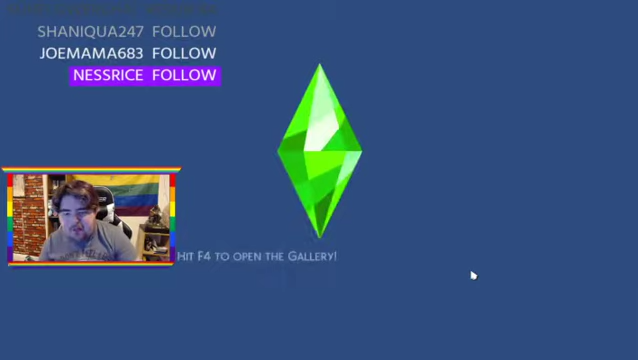 SHANIQUA247 FOLLOW
JOEMAMA683 FOLLOW
NESSRICE FOLLOW
HIT F4 TO OPEN THE GALLERY!